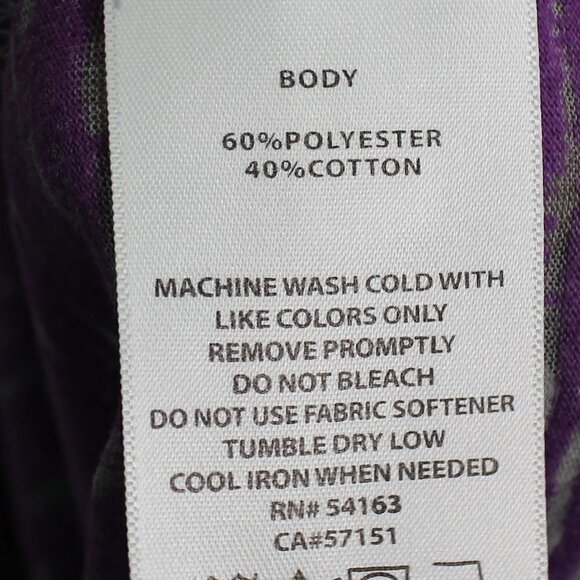 BODY
60%POLYESTER
40%COTTON
MACHINE WASH COLD WITH
LIKE COLORS ONLY
REMOVE PROMPTLY
DO NOT BLEACH
DO NOT USE FABRIC SOFTENER
TUMBLE DRY LOW
COOL IRON WHEN NEEDED
RN# 54163
CA#57151